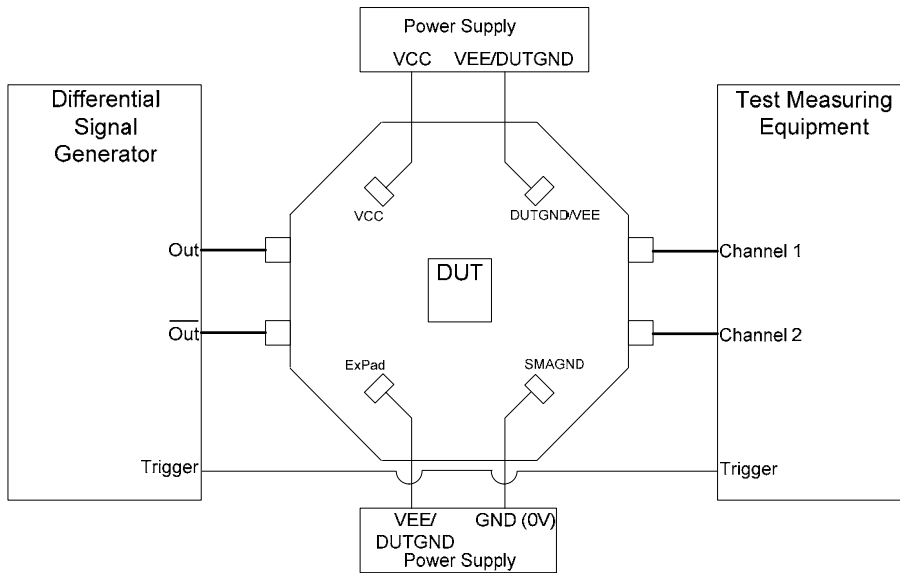 Power Supply
VCC VEE/DUTGND
Differential
Signal
Generator
Test Measuring
Equipment
VCC
DUTGND/VEE
Out
Channel 1
DUT
Out
Channel 2
ExPad
SMAGND
Trigger
Trigger
VEE/
DUTGND
GND (0V)
Power Supply